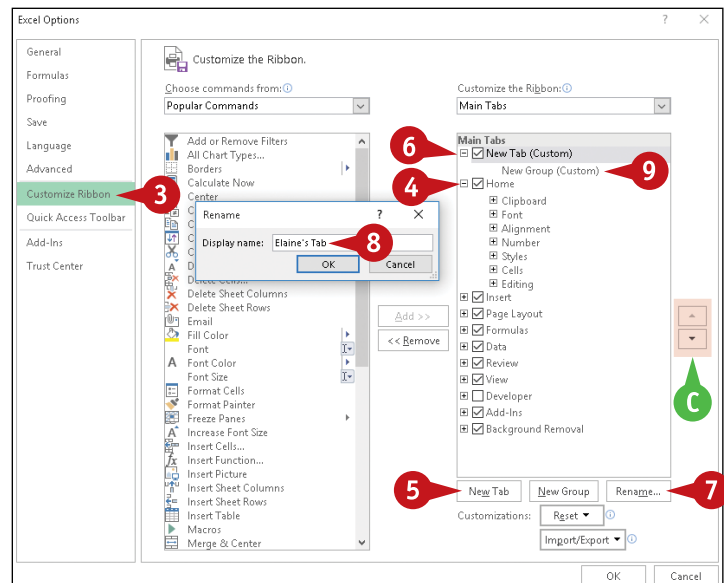 Excel Options
?
General
Formulas
Proofing
Save
Language
Advanced
Customize Ribbon
3
Quick Access Toolbar
Add-Ins
Trust Center
Customize the Ribbon.
Choose commands from:
Popular Commands
Add or Remove Filters
All Chart Types...
Borders
Calculate Now
Center
Delete Cells...
Delete Sheet Columns
Delete Sheet Rows
Email
Fill Color
Font
Font Color
Font Size
Format Cells
Format Painter
Freeze Panes
Increase Font Size
Insert Cells...
Insert Function...
Insert Picture
Insert Sheet Columns
Insert Sheet Rows
Insert Table
Macros
Merge & Center
Rename
?
Display name: Elaine's Tab
8
OK Cancel
Add >>
<< Remove
Customize the Ribbon:
Main Tabs
Main Tabs
6
New Tab (Custom)
New Group (Custom)
9
4
Home
Clipboard
Font
Alignment
Number
Styles
Cells
Editing
Insert
Page Layout
Formulas
Data
Review
View
Developer
Add-Ins
Background Removal
C
5
New Tab New Group Rename...
7
Customizations: Reset
Import/Export
OK Cancel